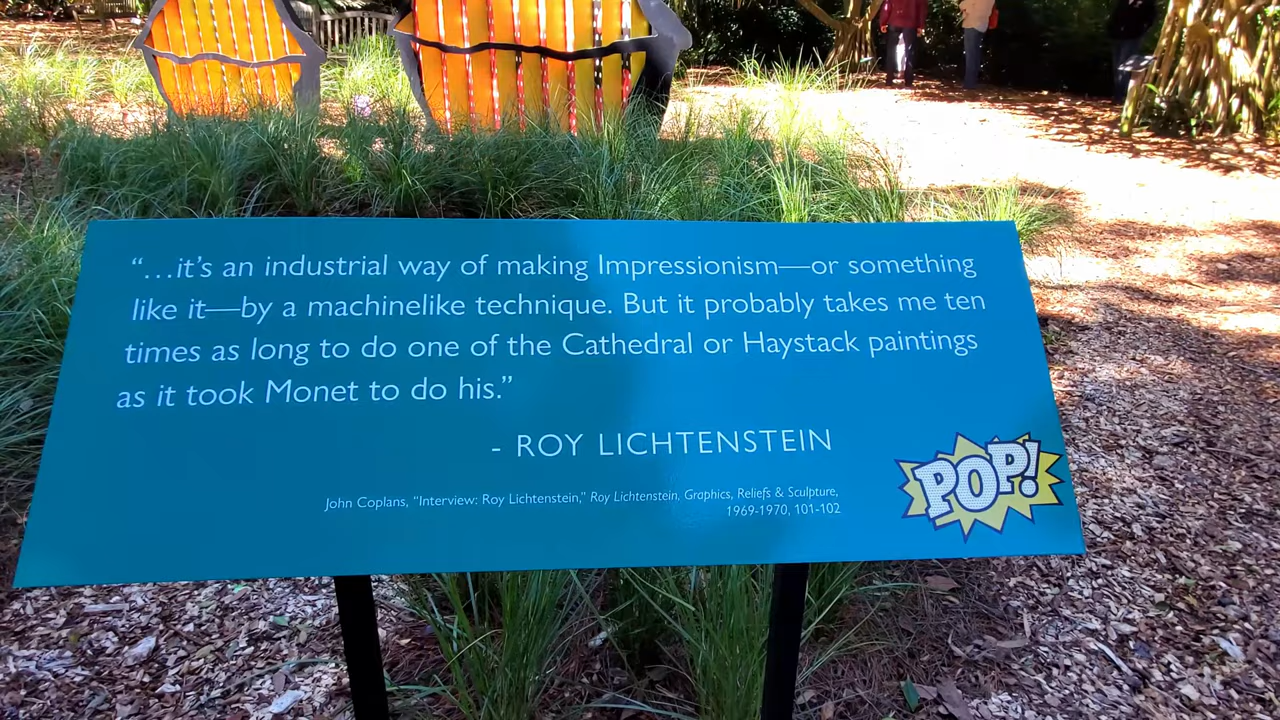 “…it’s an industrial way of making Impressionism—or something
like it—by a machinelike technique. But it probably takes me ten
times as long to do one of the Cathedral or Haystack paintings
as it took Monet to do his.”
- ROY LICHTENSTEIN
John Coplans, “Interview: Roy Lichtenstein,” Roy Lichtenstein, Graphics, Reliefs & Sculpture,
1969-1970, 101-102
POP!